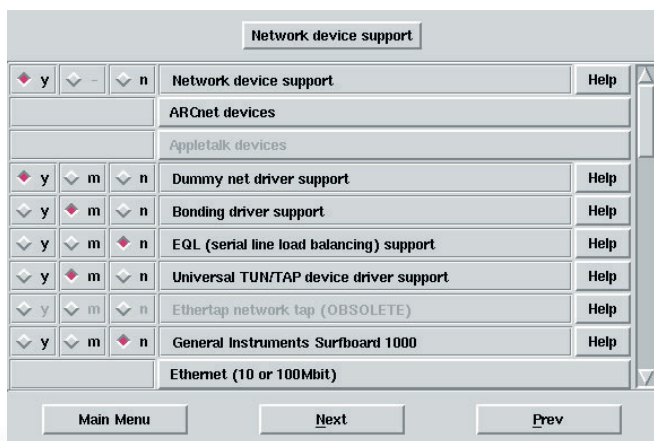 Network device support
y - n Network device support Help
ARCnet devices
Appletalk devices
y m n Dummy net driver support Help
y m n Bonding driver support Help
y m n EQL (serial line load balancing) support Help
y m n Universal TUN/TAP device driver support Help
y m n Ethertap network tap (OBSOLETE) Help
y m n General Instruments Surfboard 1000 Help
Ethernet (10 or 100Mbit)
Main Menu Next Prev